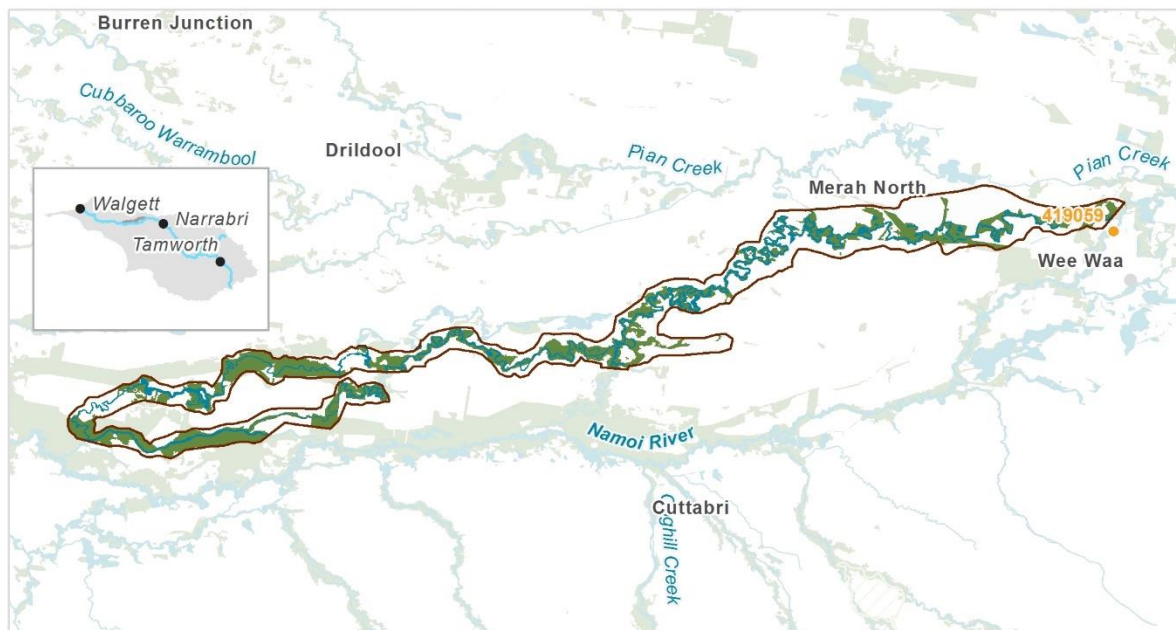 Burren Junction
Cubbaroo Warrambool
Drildool
Pian Creek
Pian Creek
Merah North
Walgett
Narrabri
Tamworth
419059
Wee Waa
Namoi River
Cuttabri
Coghill Creek